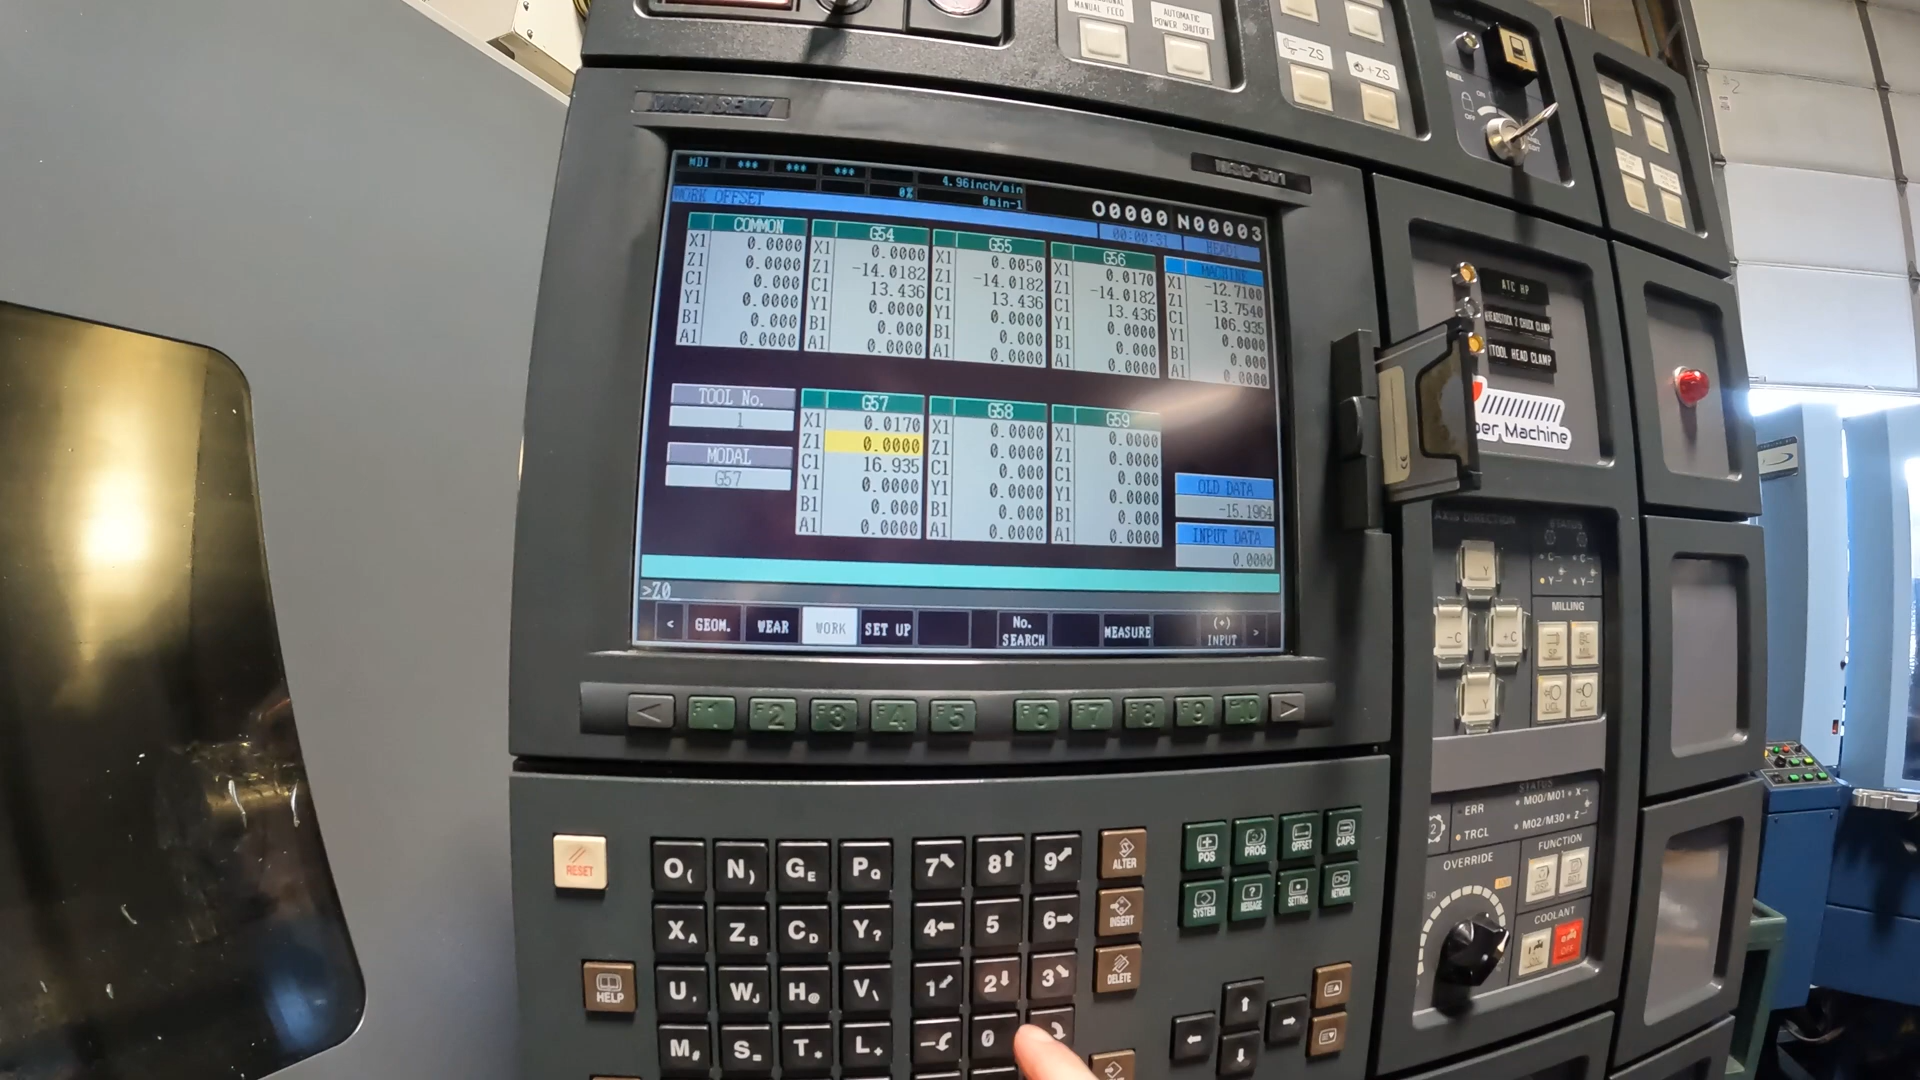 MANUAL FEED
AUTOMATIC
POWER SHUTOFF
-ZS
+ZS
MORI SEIKI
MSC-501
MDI *** *** ***
4.96inch/min
0%
0min-1
O0000 N00003
WORK OFFSET
00:00:31
HEAD1
COMMON
X1 0.0000
Z1 0.0000
C1 0.000
Y1 0.0000
B1 0.000
A1 0.0000
G54
X1 0.0000
Z1 -14.0182
C1 13.436
Y1 0.0000
B1 0.000
A1 0.0000
G55
X1 0.0050
Z1 -14.0182
C1 13.436
Y1 0.0000
B1 0.000
A1 0.0000
G56
X1 0.0170
Z1 -14.0182
C1 13.436
Y1 0.0000
B1 0.000
A1 0.0000
MACHINE
X1 -12.7100
Z1 -13.7540
C1 106.935
Y1 0.0000
B1 0.000
A1 0.0000
TOOL No.
1
MODAL
G57
G57
X1 0.0170
Z1 0.0000
C1 16.935
Y1 0.0000
B1 0.000
A1 0.0000
G58
X1 0.0000
Z1 0.0000
C1 0.000
Y1 0.0000
B1 0.000
A1 0.0000
G59
X1 0.0000
Z1 0.0000
C1 0.000
Y1 0.0000
B1 0.000
A1 0.0000
OLD DATA
-15.1964
INPUT DATA
0.0000
>Z0_
< GEOM. WEAR WORK SET UP No. SEARCH MEASURE (+) INPUT >
< F1 F2 F3 F4 F5 F6 F7 F8 F9 F10 >
ATC HP
HEADSTOCK 2 CHUCK CLAMP
TOOL HEAD CLAMP
per Machine
AXIS DIRECTION
STATUS
Y
-C +C
Y
MILLING
STATUS
ERR
M00/M01 X
TRCL
M02/M30 Z
OVERRIDE
FUNCTION
50
COOLANT
OFF
RESET
O( N) GE PQ 7 8 9 ALTER
POS PROG OFFSET CAPS
XA ZB CD Y? 4 5 6 INSERT
SYSTEM MESSAGE SETTING NETWORK
HELP
U, WJ H@ V\ 1 2 3 DELETE
M# S= T* L+ - 0